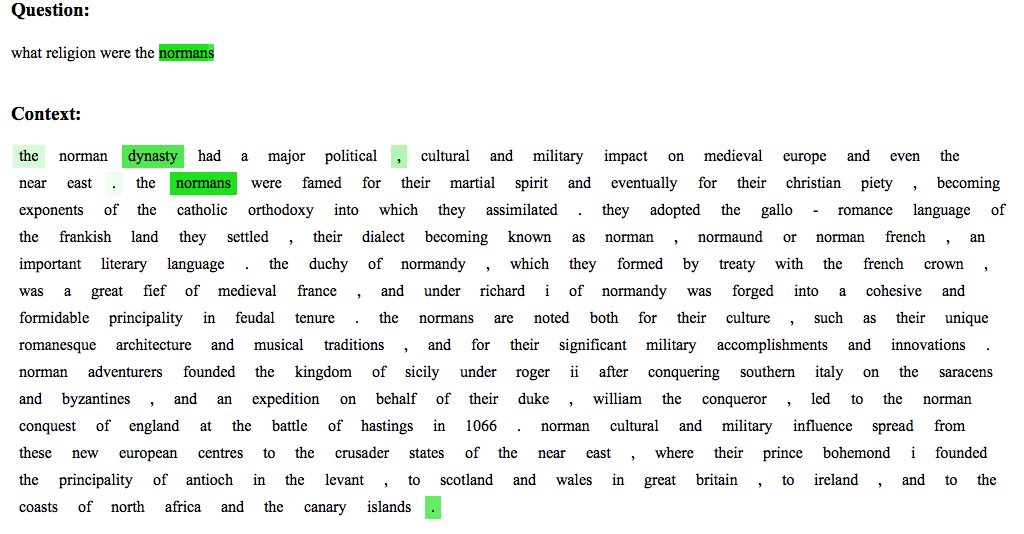 Question:
what religion were the normans
Context:
the norman dynasty had a major political , cultural and military impact on medieval europe and even the
near east . the normans were famed for their martial spirit and eventually for their christian piety , becoming
exponents of the catholic orthodoxy into which they assimilated . they adopted the gallo - romance language of
the frankish land they settled , their dialect becoming known as norman , normaund or norman french , an
important literary language . the duchy of normandy , which they formed by treaty with the french crown ,
was a great fief of medieval france , and under richard i of normandy was forged into a cohesive and
formidable principality in feudal tenure . the normans are noted both for their culture , such as their unique
romanesque architecture and musical traditions , and for their significant military accomplishments and innovations .
norman adventurers founded the kingdom of sicily under roger ii after conquering southern italy on the saracens
and byzantines , and an expedition on behalf of their duke , william the conqueror , led to the norman
conquest of england at the battle of hastings in 1066 . norman cultural and military influence spread from
these new european centres to the crusader states of the near east , where their prince bohemond i founded
the principality of antioch in the levant , to scotland and wales in great britain , to ireland , and to the
coasts of north africa and the canary islands .